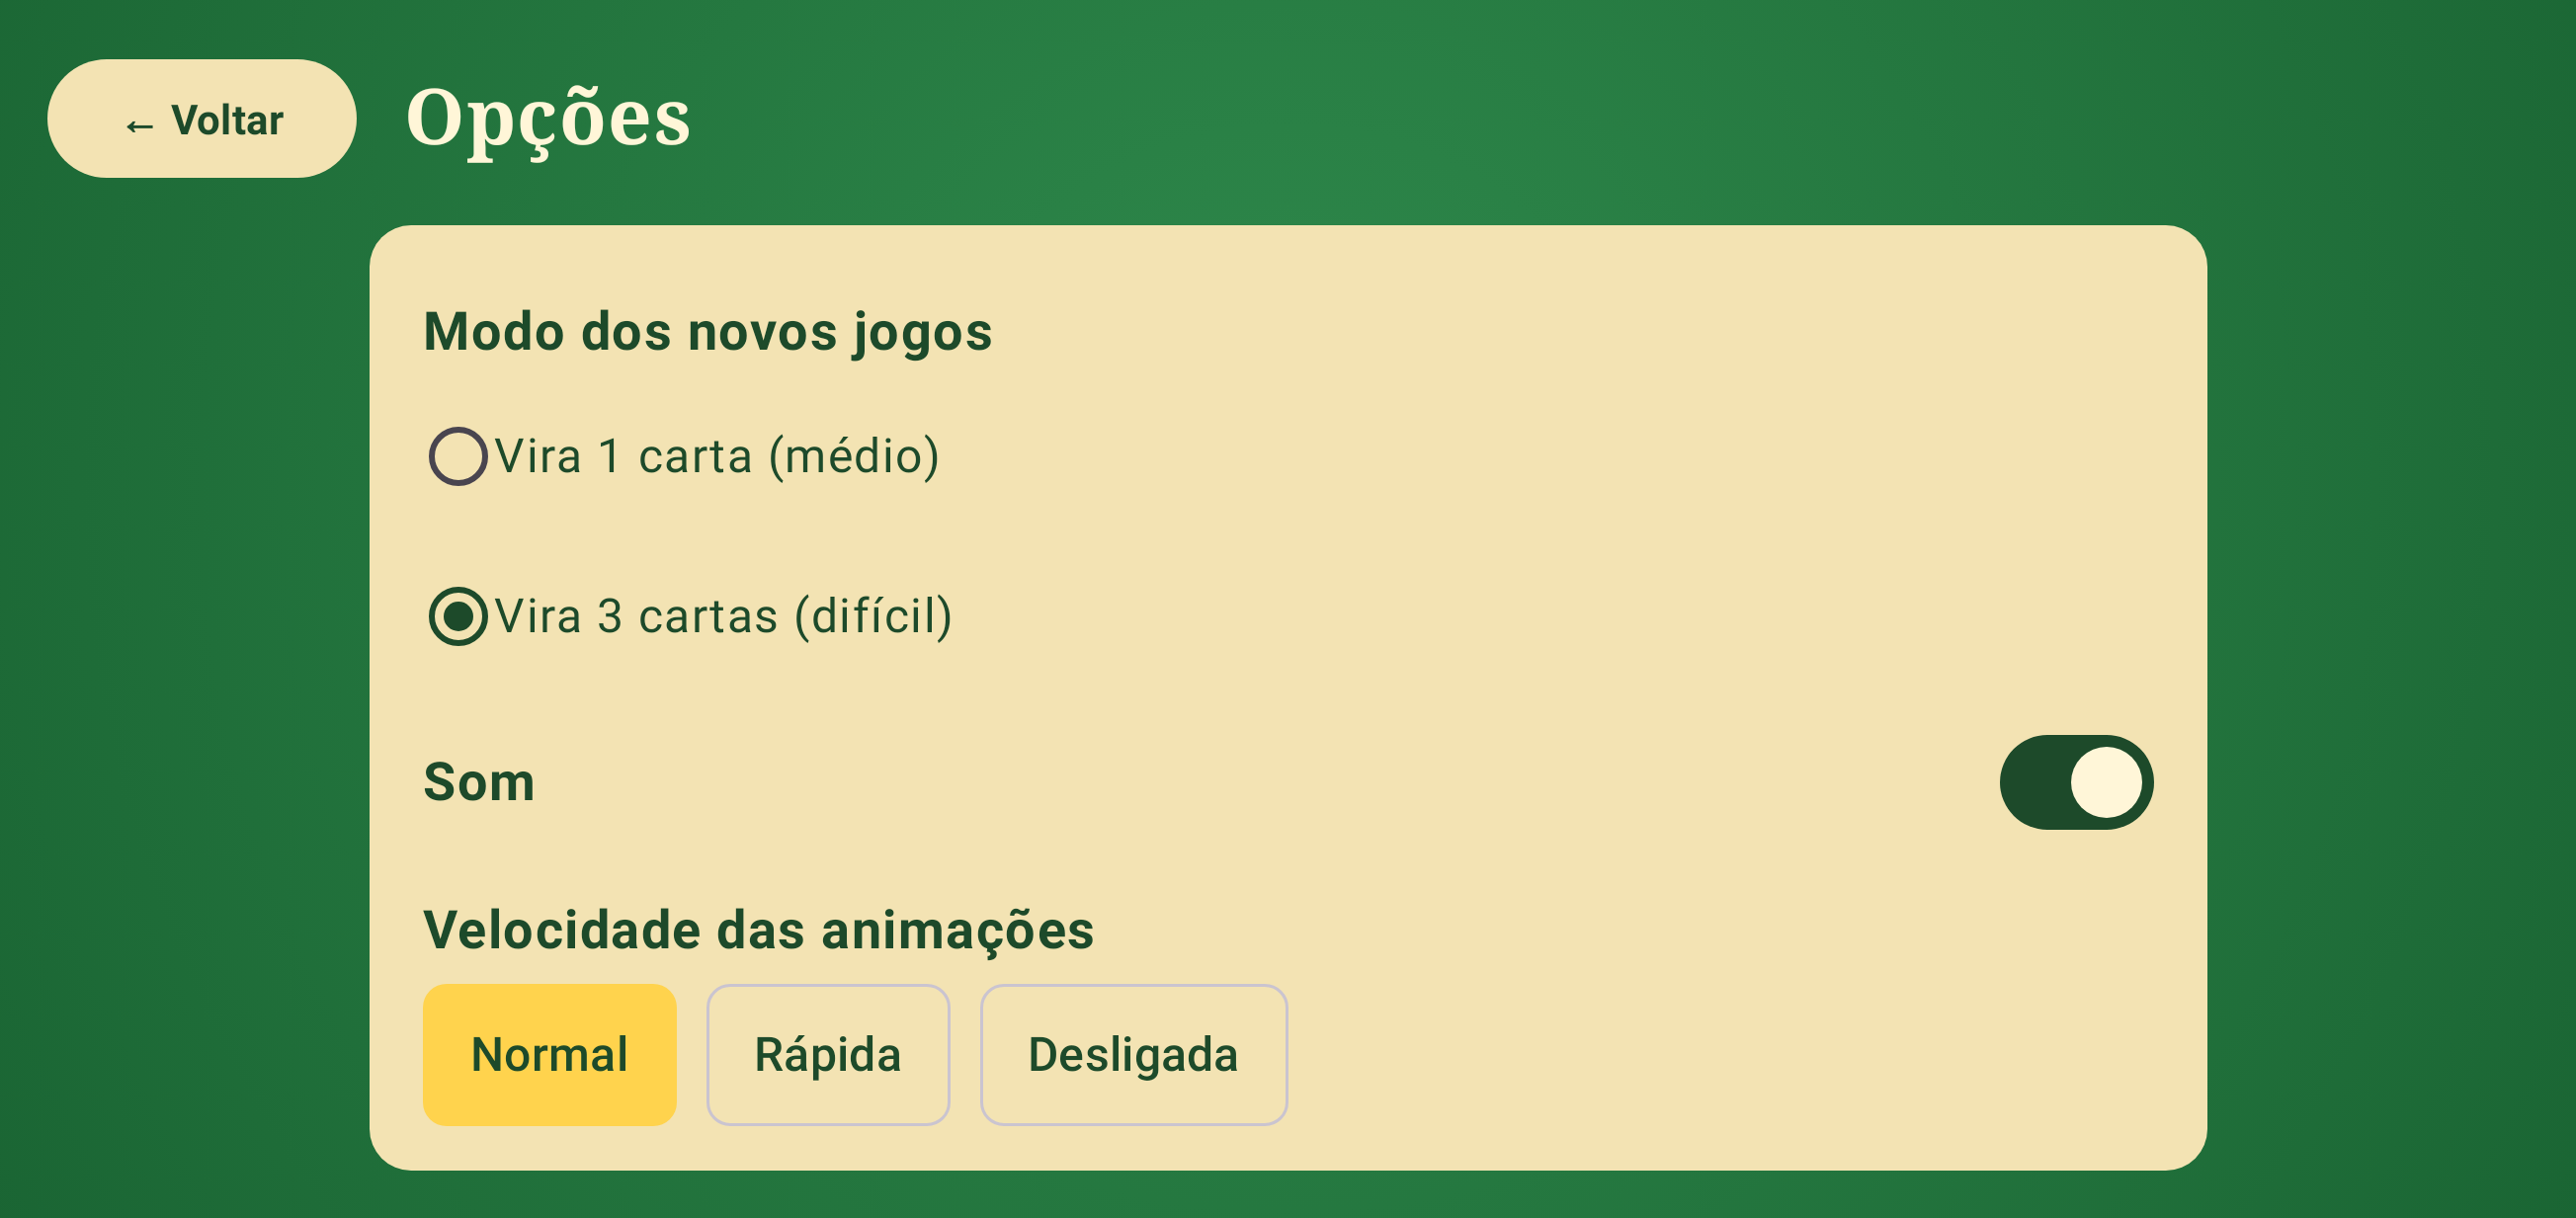 ← Voltar
Opções
Modo dos novos jogos
Vira 1 carta (médio)
Vira 3 cartas (difícil)
Som
Velocidade das animações
Normal
Rápida
Desligada